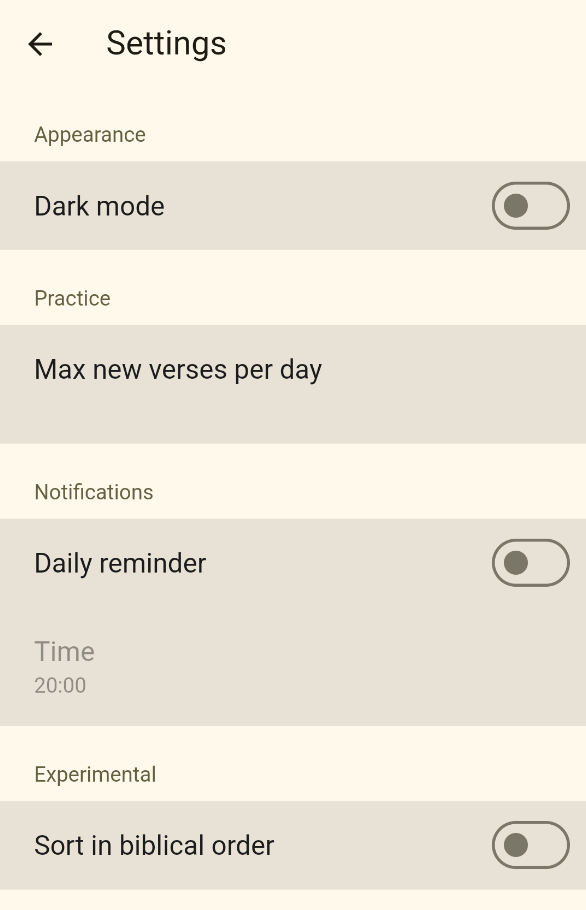 Settings
Appearance
Dark mode
Practice
Max new verses per day
Notifications
Daily reminder
Time
20:00
Experimental
Sort in biblical order